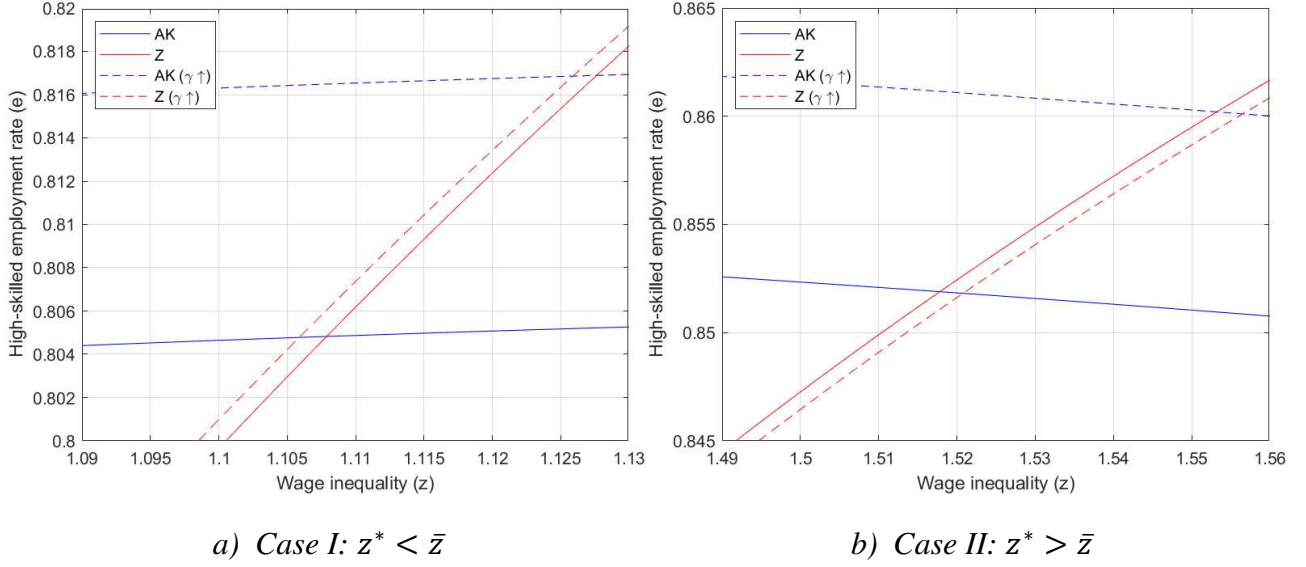 0.82
0.818
0.816
0.814
0.812
0.81
0.808
0.806
0.804
0.802
0.8
High-skilled employment rate (e)
AK
Z
AK (γ↑)
Z (γ↑)
1.09 1.095 1.1 1.105 1.11 1.115 1.12 1.125 1.13
Wage inequality (z)
a) Case I: z* < z̄
0.865
0.86
0.855
0.85
0.845
High-skilled employment rate (e)
AK
Z
AK (γ↑)
Z (γ↑)
1.49 1.5 1.51 1.52 1.53 1.54 1.55 1.56
Wage inequality (z)
b) Case II: z* > z̄